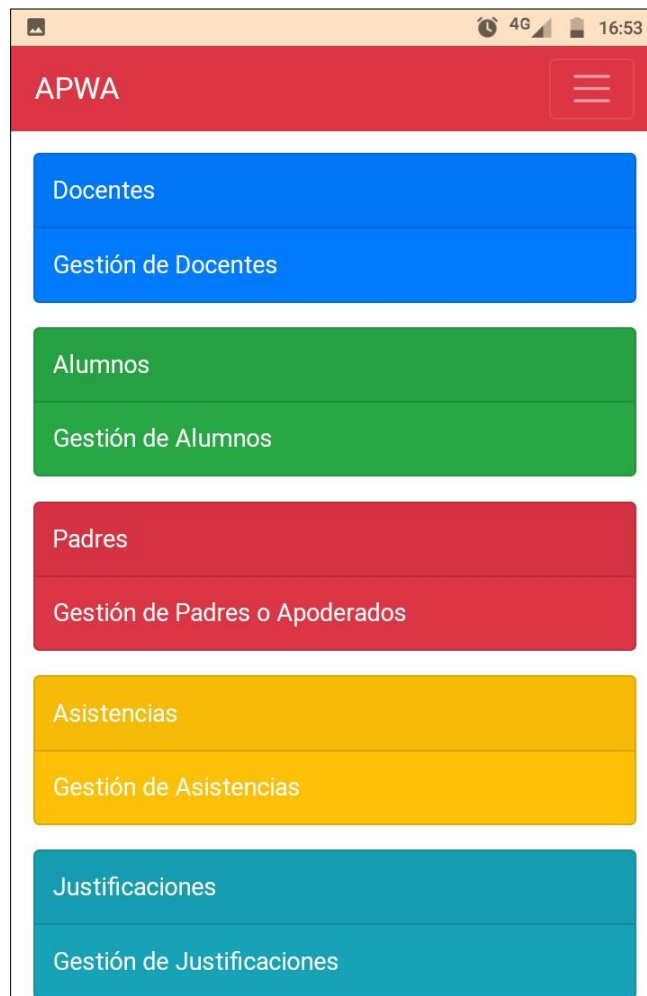 4G 16:53
APWA
Docentes
Gestión de Docentes
Alumnos
Gestión de Alumnos
Padres
Gestión de Padres o Apoderados
Asistencias
Gestión de Asistencias
Justificaciones
Gestión de Justificaciones